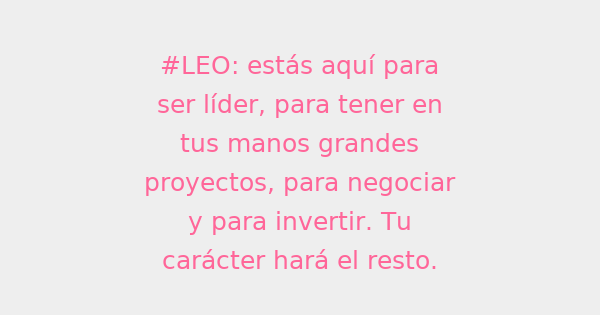 #LEO: estás aquí para
ser líder, para tener en
tus manos grandes
proyectos, para negociar
y para invertir. Tu
carácter hará el resto.